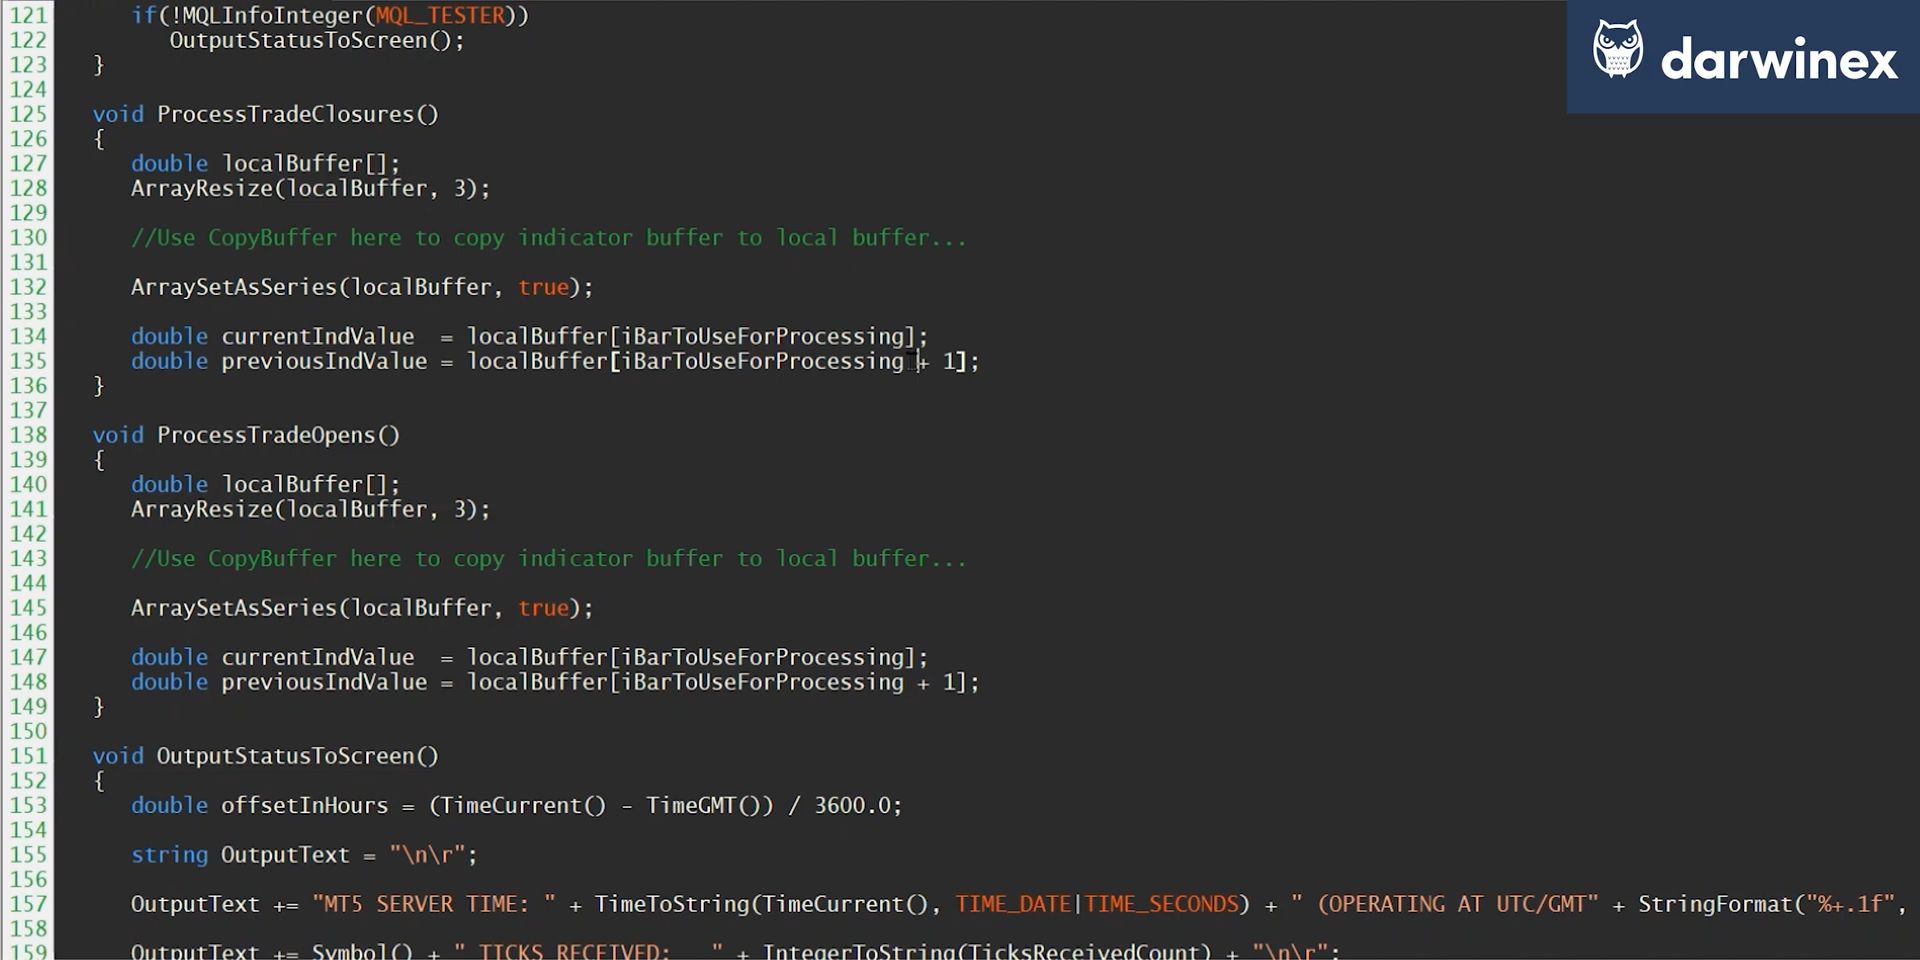 121 if(!MQLInfoInteger(MQL_TESTER))
122 OutputStatusToScreen();
123 }
124
125 void ProcessTradeClosures()
126 {
127 double localBuffer[];
128 ArrayResize(localBuffer, 3);
129
130 //Use CopyBuffer here to copy indicator buffer to local buffer...
131
132 ArraySetAsSeries(localBuffer, true);
133
134 double currentIndValue  = localBuffer[iBarToUseForProcessing];
135 double previousIndValue = localBuffer[iBarToUseForProcessing + 1];
136 }
137
138 void ProcessTradeOpens()
139 {
140 double localBuffer[];
141 ArrayResize(localBuffer, 3);
142
143 //Use CopyBuffer here to copy indicator buffer to local buffer...
144
145 ArraySetAsSeries(localBuffer, true);
146
147 double currentIndValue  = localBuffer[iBarToUseForProcessing];
148 double previousIndValue = localBuffer[iBarToUseForProcessing + 1];
149 }
150
151 void OutputStatusToScreen()
152 {
153 double offsetInHours = (TimeCurrent() - TimeGMT()) / 3600.0;
154
155 string OutputText = "\n\r";
156
157 OutputText += "MT5 SERVER TIME: " + TimeToString(TimeCurrent(), TIME_DATE|TIME_SECONDS) + " (OPERATING AT UTC/GMT" + StringFormat("%+.1f",
158
159 OutputText += Symbol() + " TICKS RECEIVED:   " + IntegerToString(TicksReceivedCount) + "\n\r";
darwinex